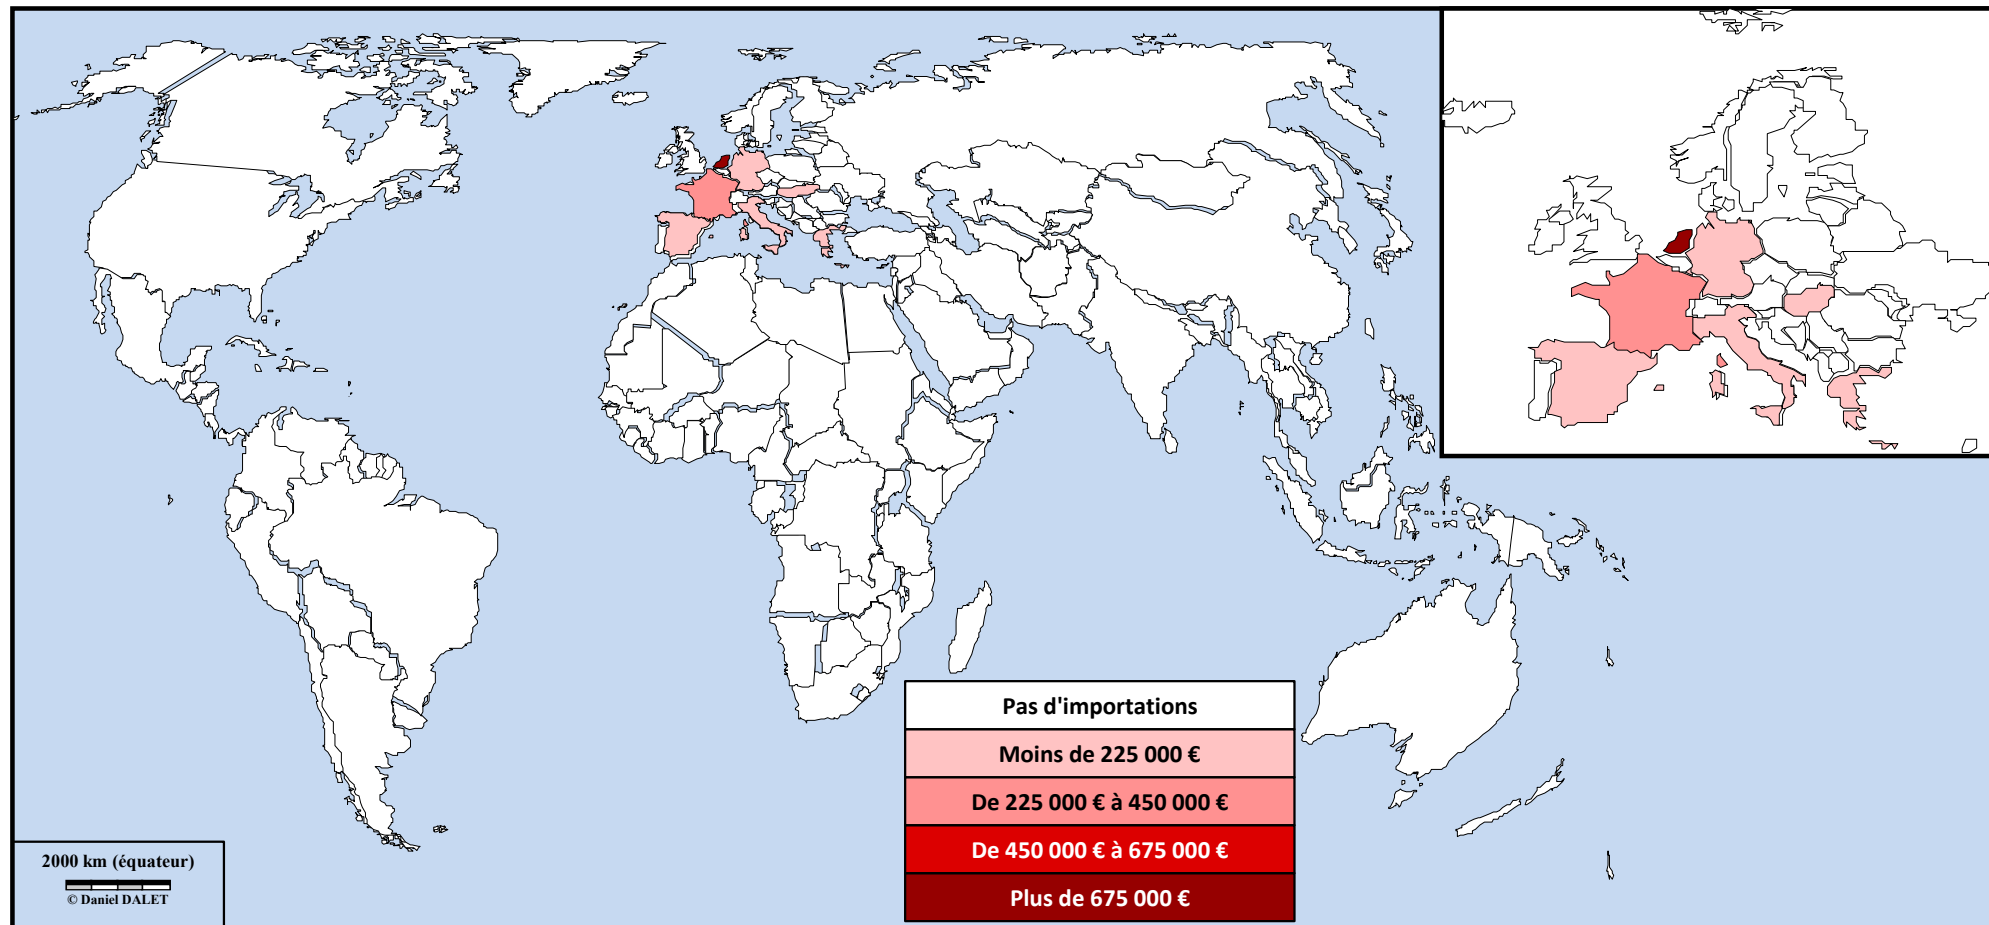 Pas d'importations
Moins de 225 000 €
De 225 000 € à 450 000 €
De 450 000 € à 675 000 €
Plus de 675 000 €
2000 km (équateur)
© Daniel DALET